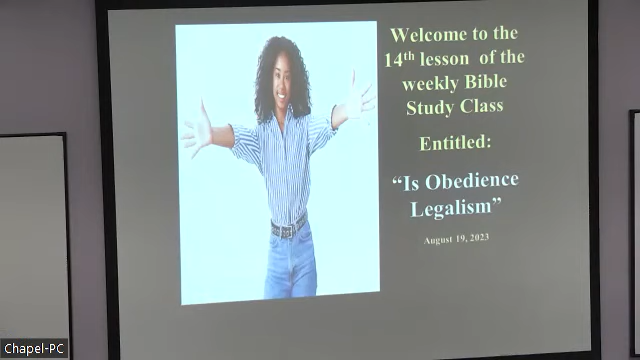 Welcome to the
14th lesson of the
weekly Bible
Study Class
Entitled:
“Is Obedience
Legalism”
August 19, 2023
Chapel-PC